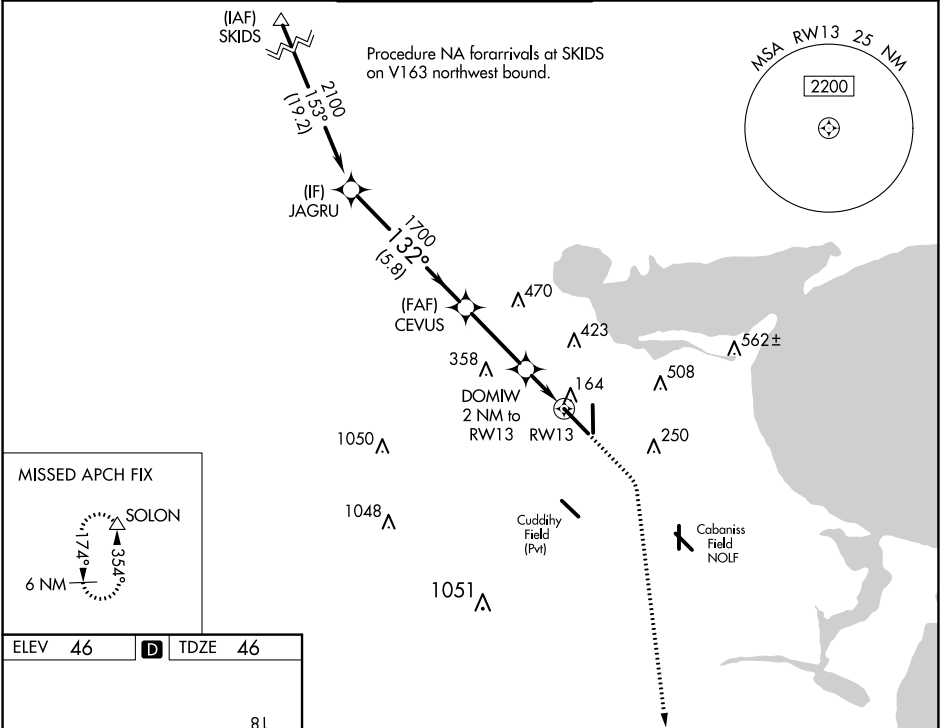 (IAF)
SKIDS
Procedure NA forarrivals at SKIDS
on V163 northwest bound.
MSA RW13 25 NM
2200
2100
153°
(19.2)
(IF)
JAGRU
1700
132°
(5.8)
(FAF)
CEVUS
470
423
562±
358
508
DOMIW
2 NM to
RW13
164
RW13
250
1050
1048
1051
Cuddihy
Field
(Pvt)
Cabaniss
Field
NOLF
MISSED APCH FIX
SOLON
174°
354°
6 NM
ELEV 46 D TDZE 46
81